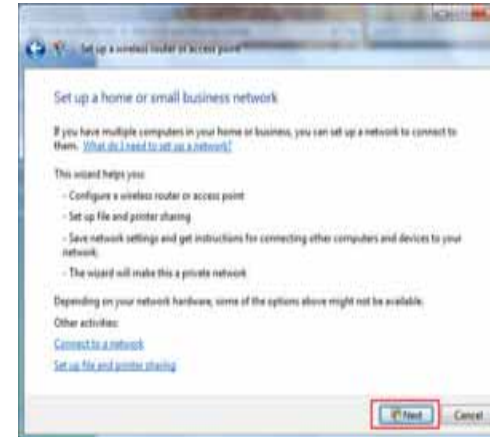 Set up a wireless router or access point
Set up a home or small business network
If you have multiple computers in your home or business, you can set up a network to connect to
them. What do I need to set up a network?
This wizard helps you:
- Configure a wireless router or access point
- Set up file and printer sharing
- Save network settings and get instructions for connecting other computers and devices to your
network.
- The wizard will make this a private network
Depending on your network hardware, some of the options above might not be available.
Other activities:
Connect to a network
Set up file and printer sharing
Next Cancel